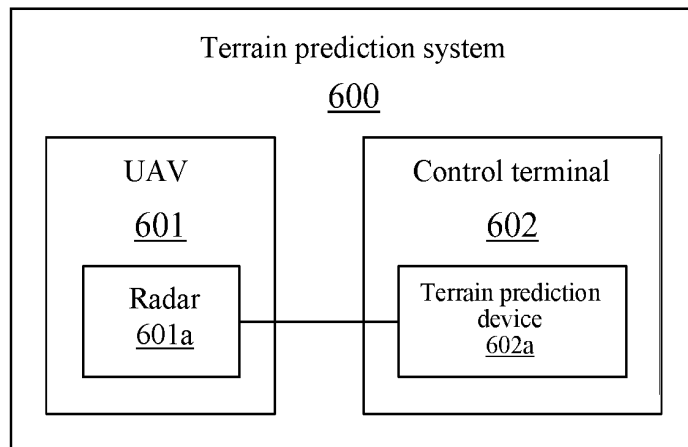 Terrain prediction system
600
UAV
601
Radar
601a
Control terminal
602
Terrain prediction
device
602a